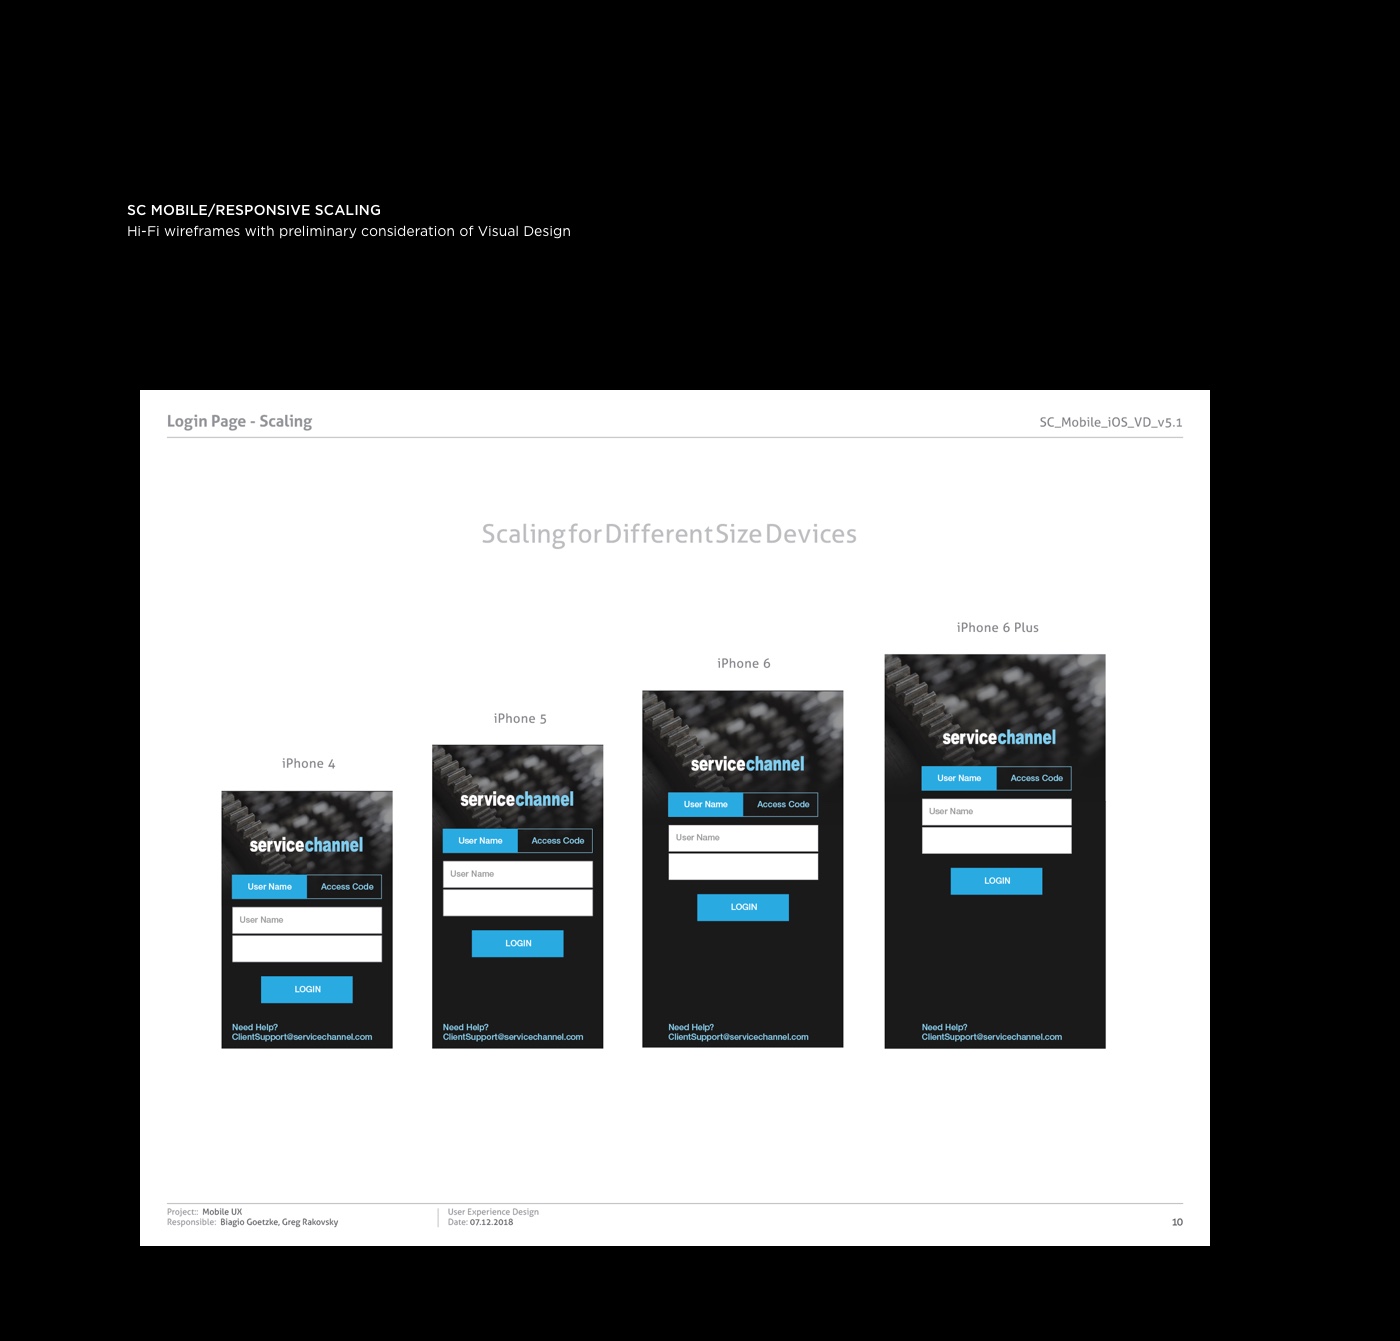 SC MOBILE/RESPONSIVE SCALING
Hi-Fi wireframes with preliminary consideration of Visual Design
Login Page - Scaling
SC_Mobile_iOS_VD_v5.1
Scaling for Different Size Devices
iPhone 4
servicechannel
User Name
Access Code
User Name
LOGIN
Need Help?
ClientSupport@servicechannel.com
iPhone 5
servicechannel
User Name
Access Code
User Name
LOGIN
Need Help?
ClientSupport@servicechannel.com
iPhone 6
servicechannel
User Name
Access Code
User Name
LOGIN
Need Help?
ClientSupport@servicechannel.com
iPhone 6 Plus
servicechannel
User Name
Access Code
User Name
LOGIN
Need Help?
ClientSupport@servicechannel.com
Project:: Mobile UX
Responsible: Biagio Goetzke, Greg Rakovsky
User Experience Design
Date: 07.12.2018
10